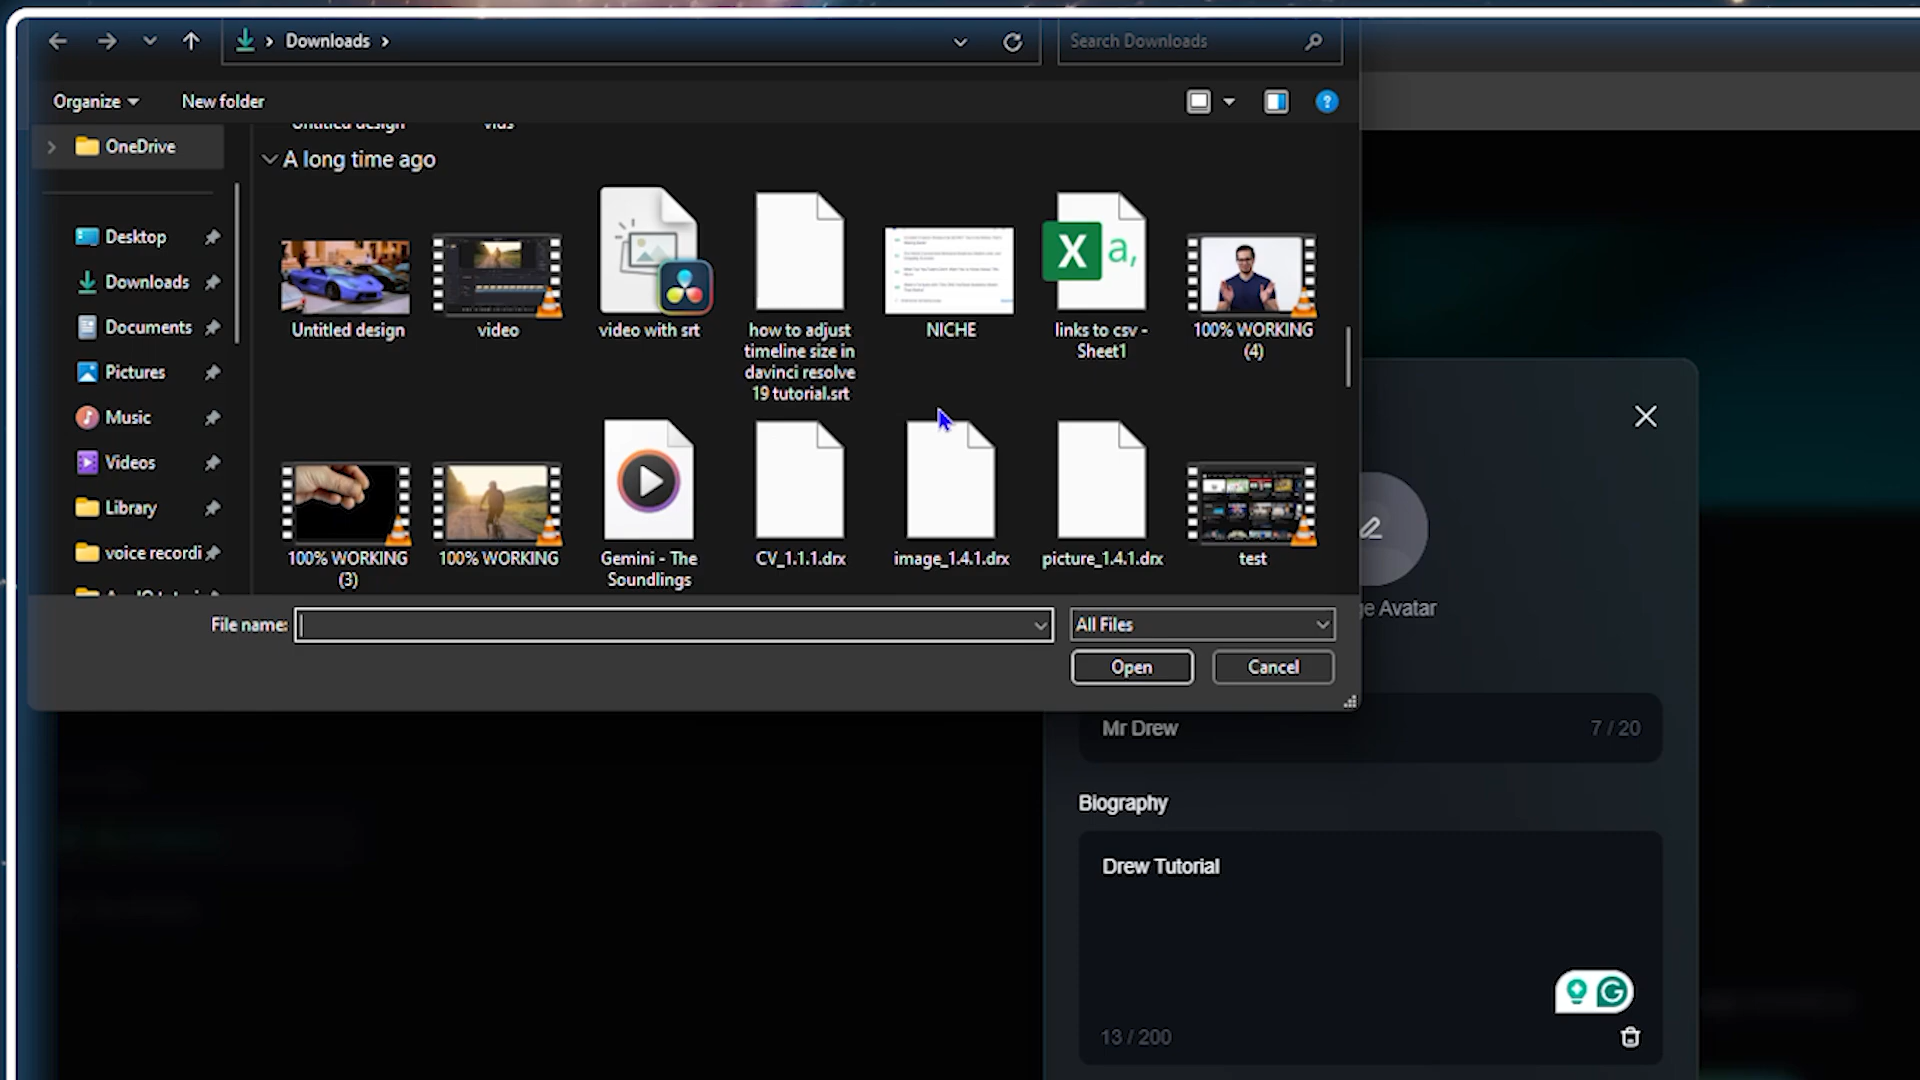 Downloads
Search Downloads
Organize
New folder
Untitled design
vids
OneDrive
A long time ago
Desktop
Downloads
Documents
Pictures
Music
Videos
Library
voice recordi
Untitled design
video
video with srt
how to adjust
timeline size in
davinci resolve
19 tutorial.srt
NICHE
links to csv -
Sheet1
100% WORKING
(4)
100% WORKING
(3)
100% WORKING
Gemini - The
Soundlings
CV_1.1.1.drx
image_1.4.1.drx
picture_1.4.1.drx
test
File name:
All Files
Open
Cancel
Avatar
Mr Drew
7 / 20
Biography
Drew Tutorial
13 / 200